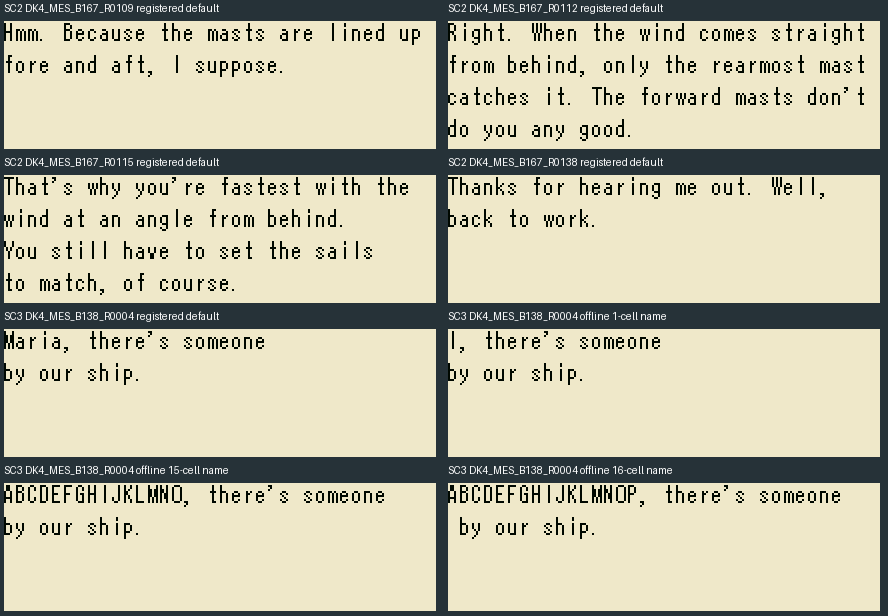 SC2 DK4_MES_B167_R0109 registered default
Hmm. Because the masts are lined up
fore and aft, I suppose.
SC2 DK4_MES_B167_R0112 registered default
Right. When the wind comes straight
from behind, only the rearmost mast
catches it. The forward masts don't
do you any good.
SC2 DK4_MES_B167_R0115 registered default
That's why you're fastest with the
wind at an angle from behind.
You still have to set the sails
to match, of course.
SC2 DK4_MES_B167_R0138 registered default
Thanks for hearing me out. Well,
back to work.
SC3 DK4_MES_B138_R0004 registered default
Maria, there's someone
by our ship.
SC3 DK4_MES_B138_R0004 offline 1-cell name
I, there's someone
by our ship.
SC3 DK4_MES_B138_R0004 offline 15-cell name
ABCDEFGHIJKLMNO, there's someone
by our ship.
SC3 DK4_MES_B138_R0004 offline 16-cell name
ABCDEFGHIJKLMNOP, there's someone
by our ship.